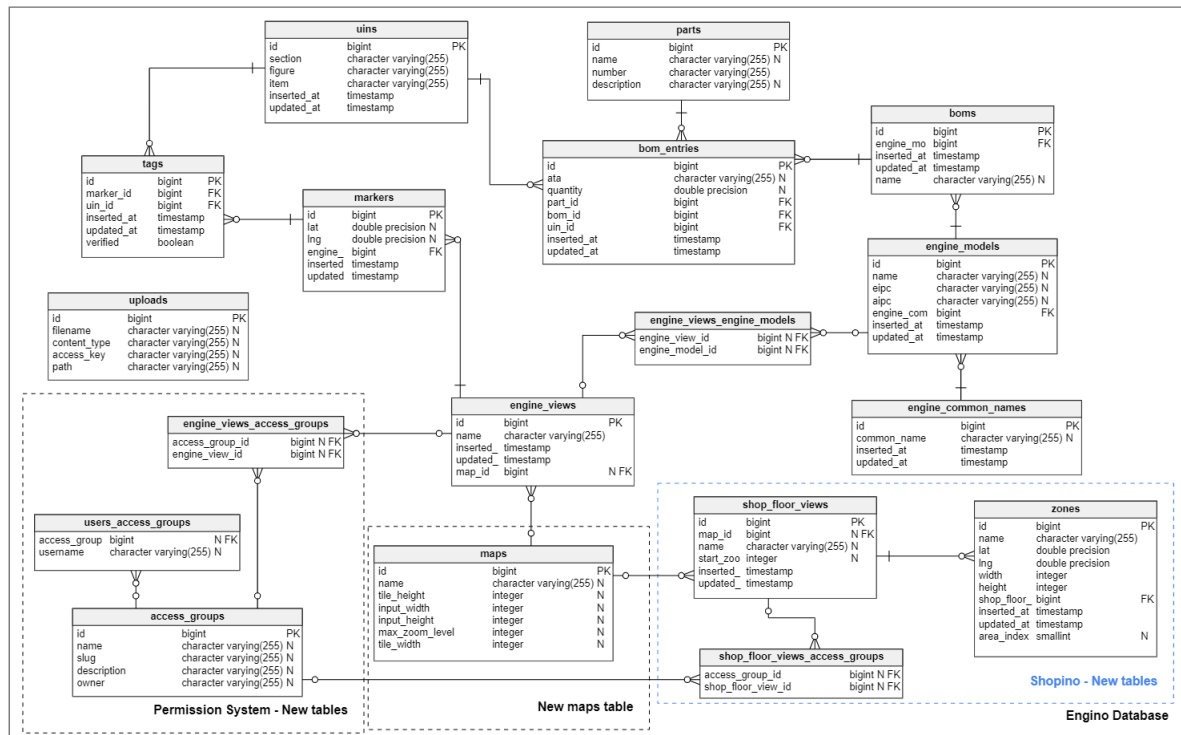 uins
id bigint PK
section character varying(255)
figure character varying(255)
item character varying(255)
inserted_at timestamp
updated_at timestamp
parts
id bigint PK
name character varying(255) N
number character varying(255)
description character varying(255) N
boms
id bigint PK
engine_mo bigint FK
inserted_at timestamp
updated_at timestamp
name character varying(255) N
tags
id bigint PK
marker_id bigint FK
uin_id bigint FK
inserted_at timestamp
updated_at timestamp
verified boolean
markers
id bigint PK
lat double precision N
lng double precision N
engine_ bigint FK
inserted timestamp
updated timestamp
bom_entries
id bigint PK
ata character varying(255) N
quantity double precision N
part_id bigint FK
bom_id bigint FK
uin_id bigint FK
inserted_at timestamp
updated_at timestamp
engine_models
id bigint PK
name character varying(255) N
eipc character varying(255) N
aipc character varying(255) N
engine_com bigint FK
inserted_at timestamp
updated_at timestamp
uploads
id bigint PK
filename character varying(255) N
content_type character varying(255) N
access_key character varying(255) N
path character varying(255) N
engine_views_engine_models
engine_view_id bigint N FK
engine_model_id bigint N FK
engine_views_access_groups
access_group_id bigint N FK
engine_view_id bigint N FK
engine_views
id bigint PK
name character varying(255)
inserted_ timestamp
updated_ timestamp
map_id bigint N FK
engine_common_names
id bigint PK
common_name character varying(255) N
inserted_at timestamp
updated_at timestamp
users_access_groups
access_group bigint N FK
username character varying(255) N
shop_floor_views
id bigint PK
map_id bigint N FK
name character varying(255) N
start_zoo integer N
inserted_ timestamp
updated_ timestamp
zones
id bigint PK
name character varying(255)
lat double precision
lng double precision
width integer
height integer
shop_floor_ bigint FK
inserted_at timestamp
updated_at timestamp
area_index smallint N
maps
id bigint PK
name character varying(255) N
tile_height integer N
input_width integer N
input_height integer N
max_zoom_level integer N
tile_width integer N
access_groups
id bigint PK
name character varying(255) N
slug character varying(255) N
description character varying(255) N
owner character varying(255) N
shop_floor_views_access_groups
access_group_id bigint N FK
shop_floor_view_id bigint N FK
Shopino - New tables
Permission System - New tables
New maps table
Engino Database